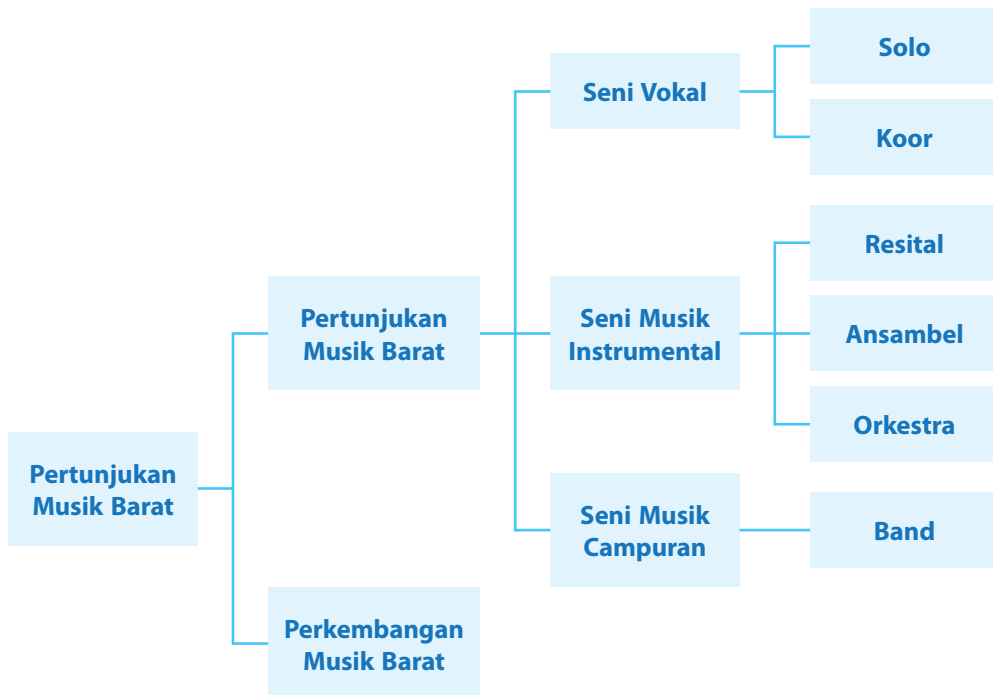 Pertunjukan
Musik Barat
Pertunjukan
Musik Barat
Seni Vokal
Solo
Koor
Seni Musik
Instrumental
Resital
Ansambel
Orkestra
Seni Musik
Campuran
Band
Perkembangan
Musik Barat